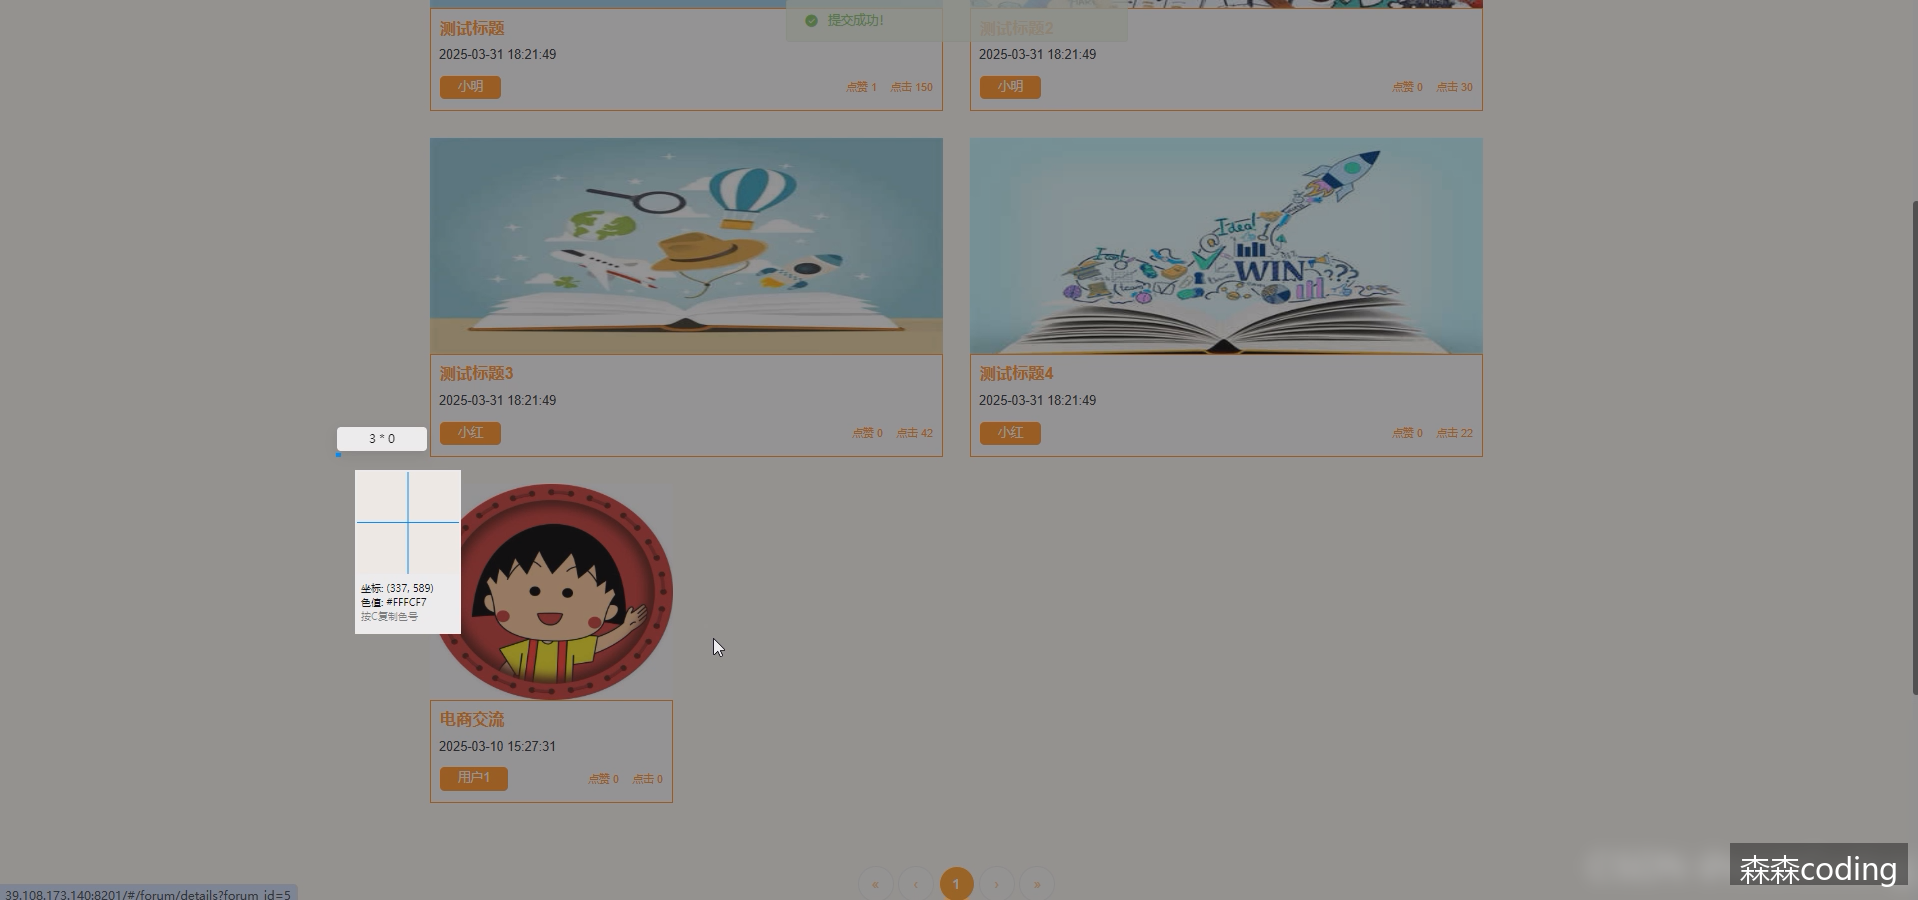 提交成功!
测试标题
测试标题2
2025-03-31 18:21:49
2025-03-31 18:21:49
小明
点赞 1 点击 150
小明
点赞 0 点击 30
Idea!
WIN
???
测试标题3
测试标题4
2025-03-31 18:21:49
2025-03-31 18:21:49
小红
点赞 0 点击 42
小红
点赞 0 点击 22
3 * 0
坐标: (337, 589)
色值: #FFFCF7
按C复制色号
电商交流
2025-03-10 15:27:31
用户1
点赞 0 点击 0
« ‹ 1 › »
森森coding
39.108.173.140:8201/#/forum/details?forum_id=5